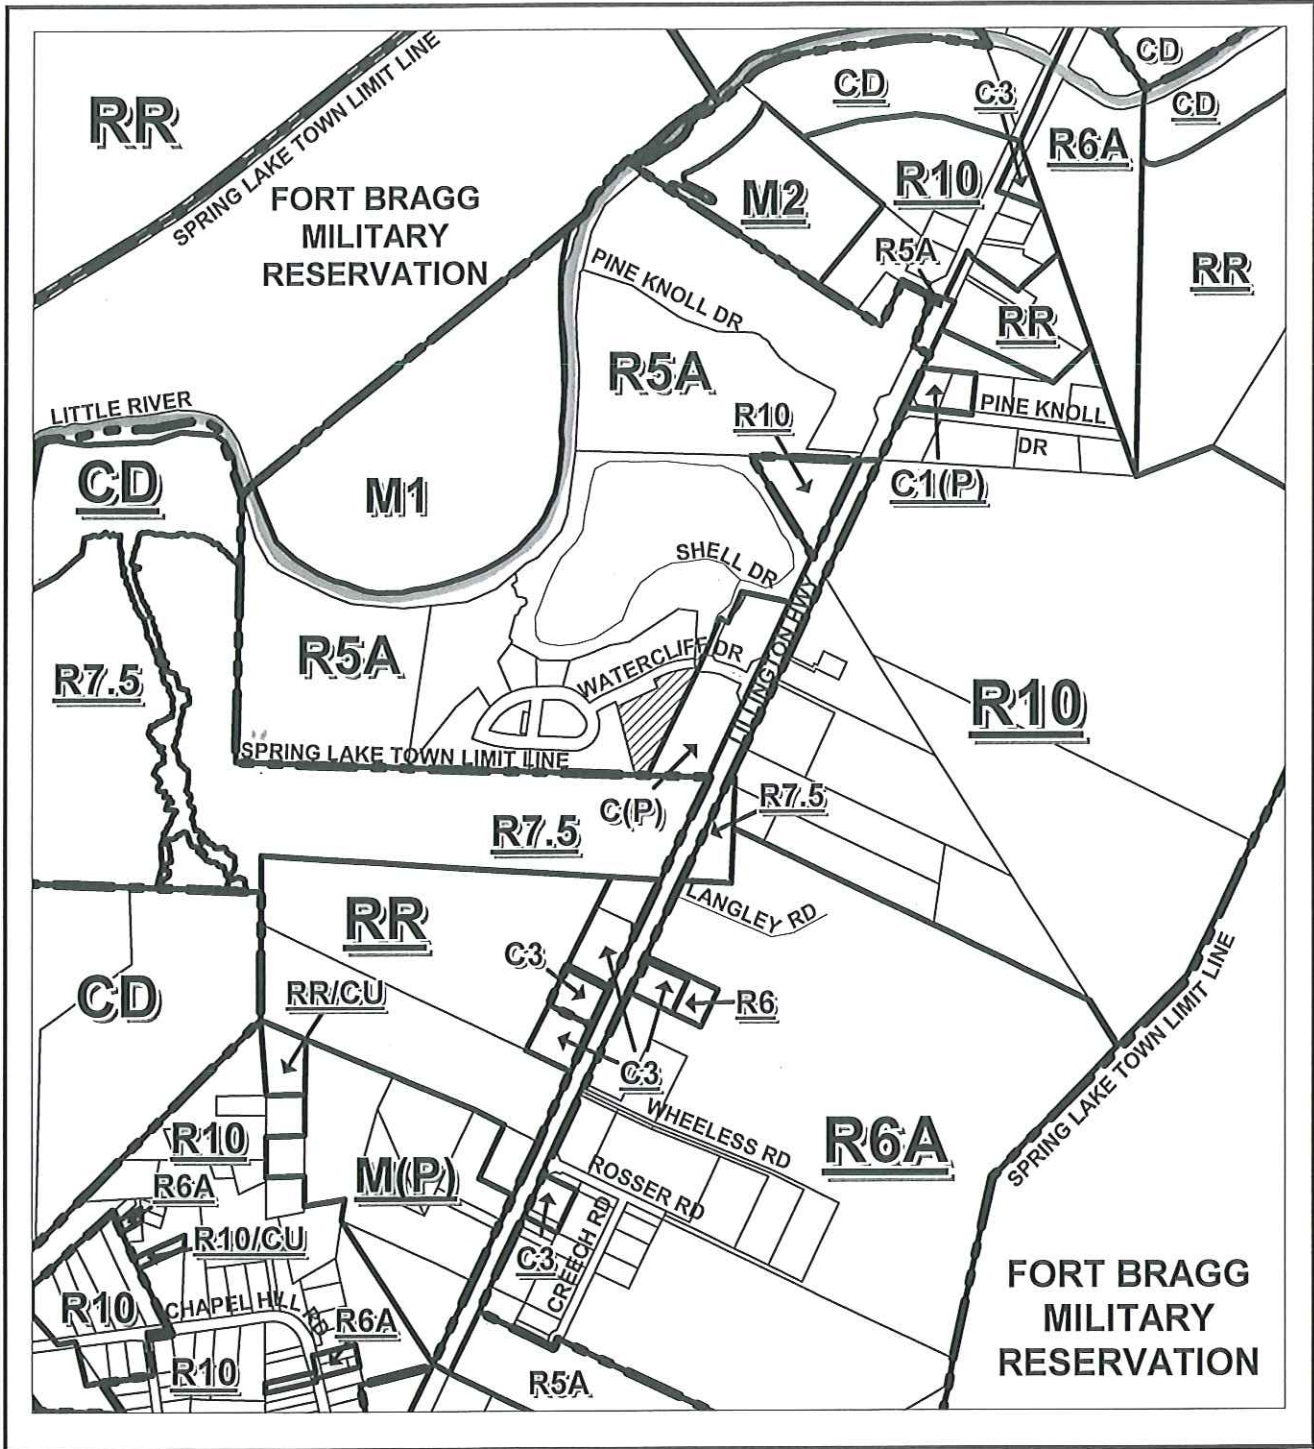 RR
SPRING LAKE TOWN LIMIT LINE
FORT BRAGG
MILITARY
RESERVATION
CD
C3
CD
CD
R6A
R10
M2
R5A
RR
RR
PINE KNOLL DR
R5A
R10
PINE KNOLL
DR
C1(P)
LITTLE RIVER
CD
M1
SHELL DR
LILLINGTON HWY
R5A
WATERCLIFF DR
R7.5
R10
SPRING LAKE TOWN LIMIT LINE
C(P)
R7.5
R7.5
LANGLEY RD
RR
C3
CD
RR/CU
R6
C3
SPRING LAKE TOWN LIMIT LINE
WHEELESS RD
R6A
R10
M(P)
ROSSER RD
R6A
R10/CU
C3
CREECH RD
FORT BRAGG
MILITARY
RESERVATION
R10
CHAPEL HILL RD
R6A
R10
R5A